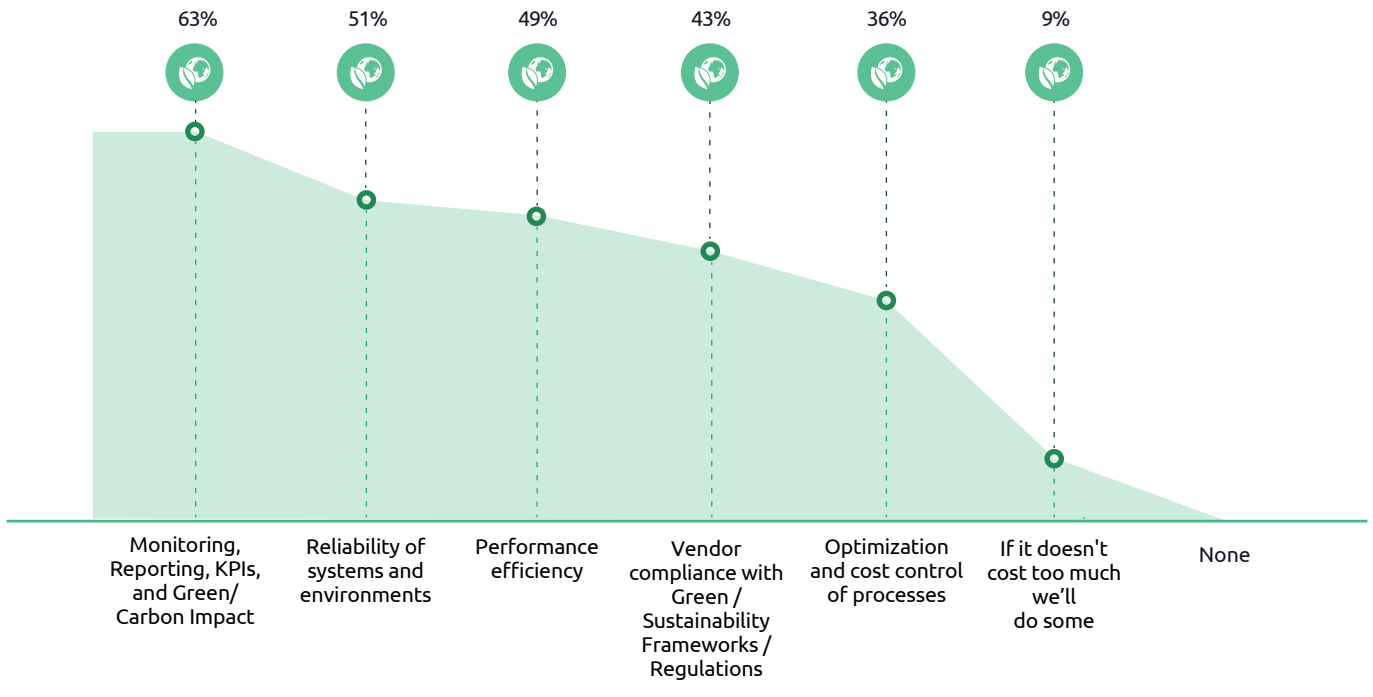 63%
51%
49%
43%
36%
9%
Monitoring,
Reporting, KPIs,
and Green/
Carbon Impact
Reliability of
systems and
environments
Performance
efficiency
Vendor
compliance with
Green /
Sustainability
Frameworks /
Regulations
Optimization
and cost control
of processes
If it doesn't
cost too much
we’ll
do some
None